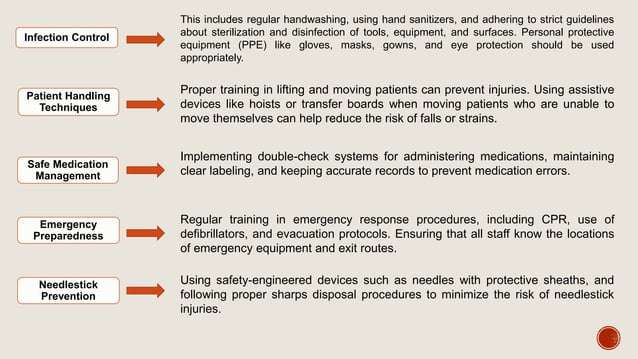 Infection Control
This includes regular handwashing, using hand sanitizers, and adhering to strict guidelines
about sterilization and disinfection of tools, equipment, and surfaces. Personal protective
equipment (PPE) like gloves, masks, gowns, and eye protection should be used
appropriately.
Patient Handling
Techniques
Proper training in lifting and moving patients can prevent injuries. Using assistive
devices like hoists or transfer boards when moving patients who are unable to
move themselves can help reduce the risk of falls or strains.
Safe Medication
Management
Implementing double-check systems for administering medications, maintaining
clear labeling, and keeping accurate records to prevent medication errors.
Emergency
Preparedness
Regular training in emergency response procedures, including CPR, use of
defibrillators, and evacuation protocols. Ensuring that all staff know the locations
of emergency equipment and exit routes.
Needlestick
Prevention
Using safety-engineered devices such as needles with protective sheaths, and
following proper sharps disposal procedures to minimize the risk of needlestick
injuries.